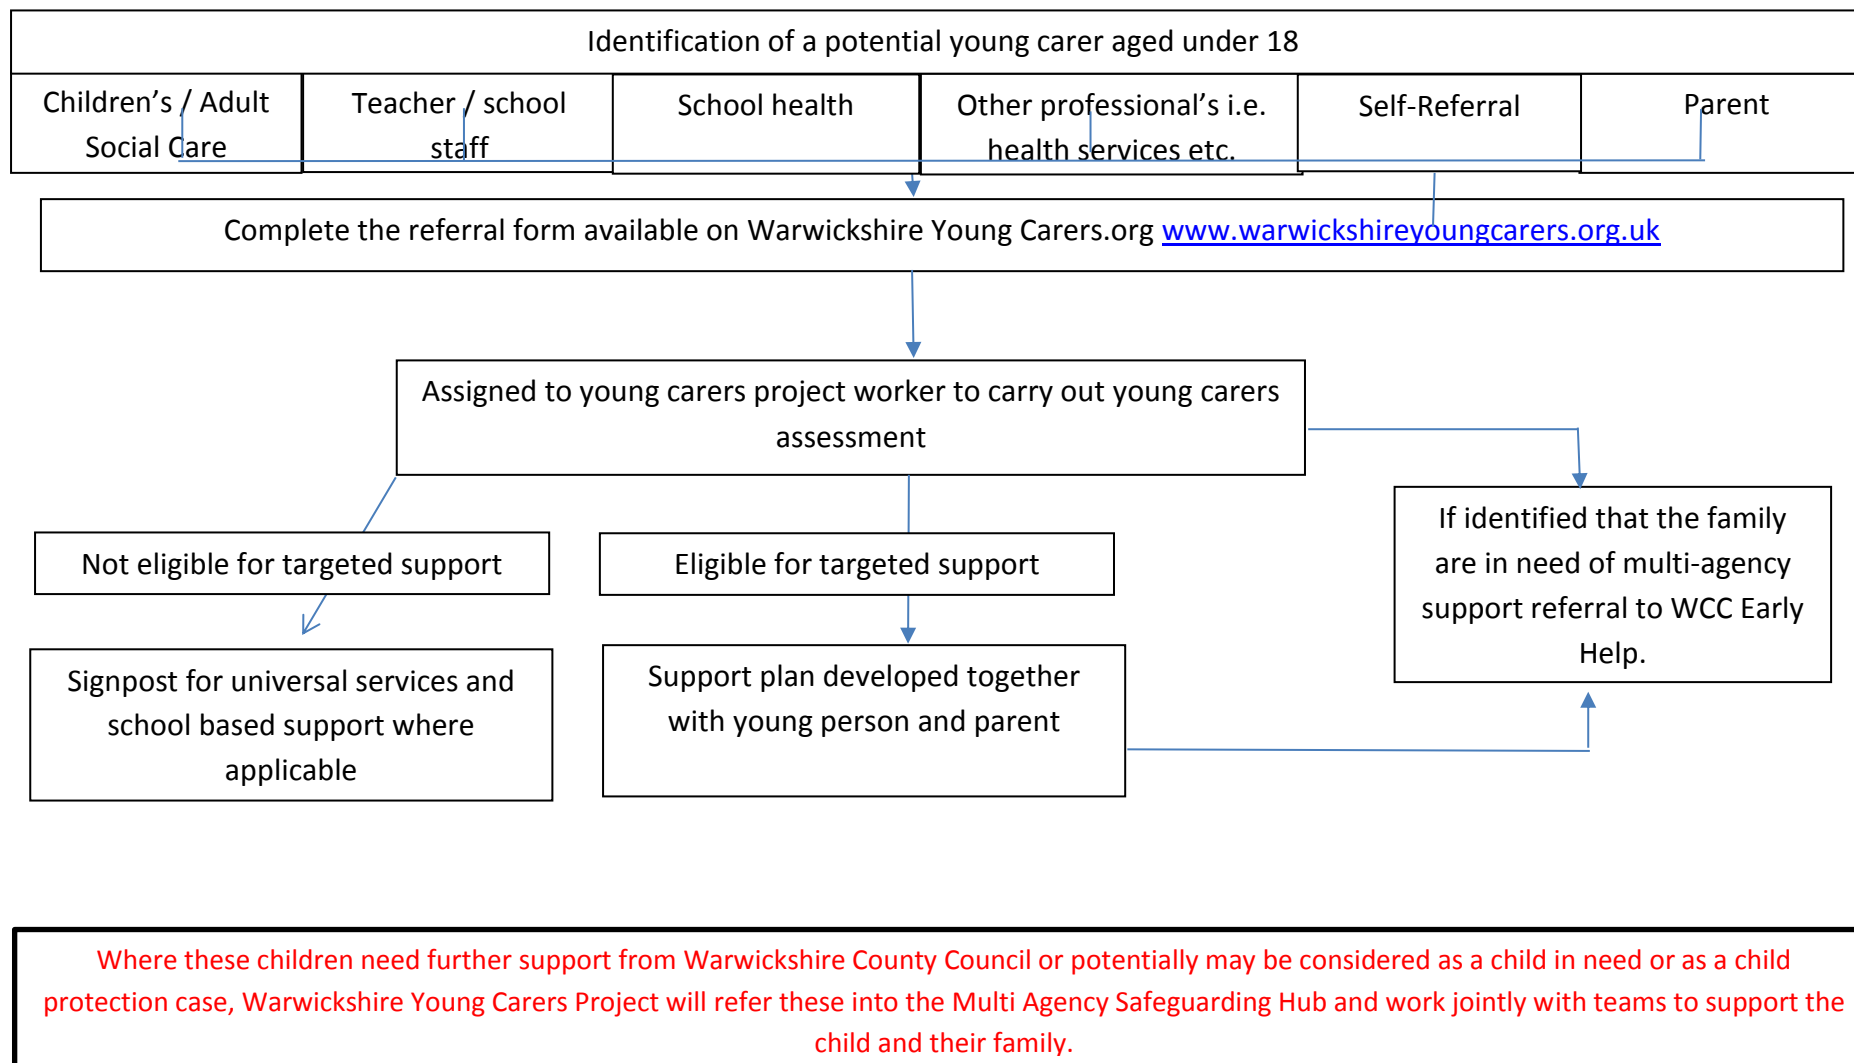 Identification of a potential young carer aged under 18
Children’s / Adult
Social Care
Teacher / school
staff
School health
Other professional’s i.e.
health services etc.
Self-Referral
Parent
Complete the referral form available on Warwickshire Young Carers.org www.warwickshireyoungcarers.org.uk
Assigned to young carers project worker to carry out young carers
assessment
Not eligible for targeted support
Eligible for targeted support
If identified that the family
are in need of multi-agency
support referral to WCC Early
Help.
Signpost for universal services and
school based support where
applicable
Support plan developed together
with young person and parent
Where these children need further support from Warwickshire County Council or potentially may be considered as a child in need or as a child
protection case, Warwickshire Young Carers Project will refer these into the Multi Agency Safeguarding Hub and work jointly with teams to support the
child and their family.